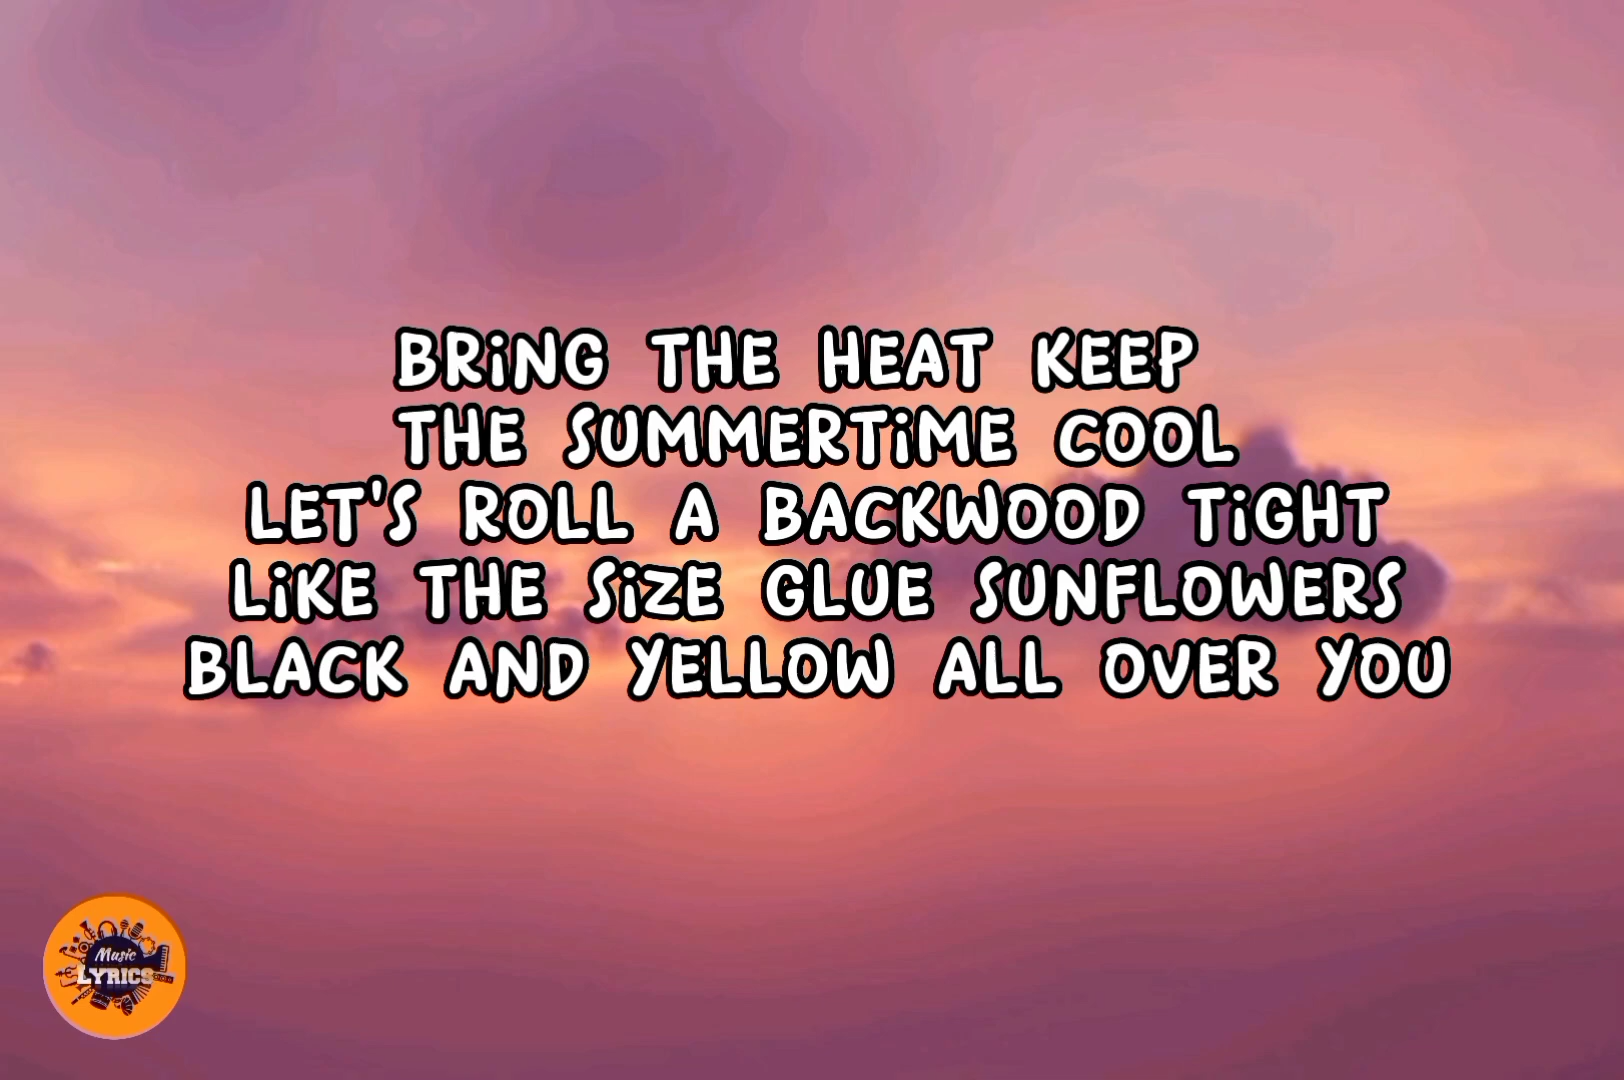 BRiNG THE HEAT KEEP
THE SUMMERTiME COOL
LET'S ROLL A BACKWOOD TiGHT
LiKE THE SiZE GLUE SUNFLOWERS
BLACK AND YELLOW ALL OVER YOU
Music
LYRICS